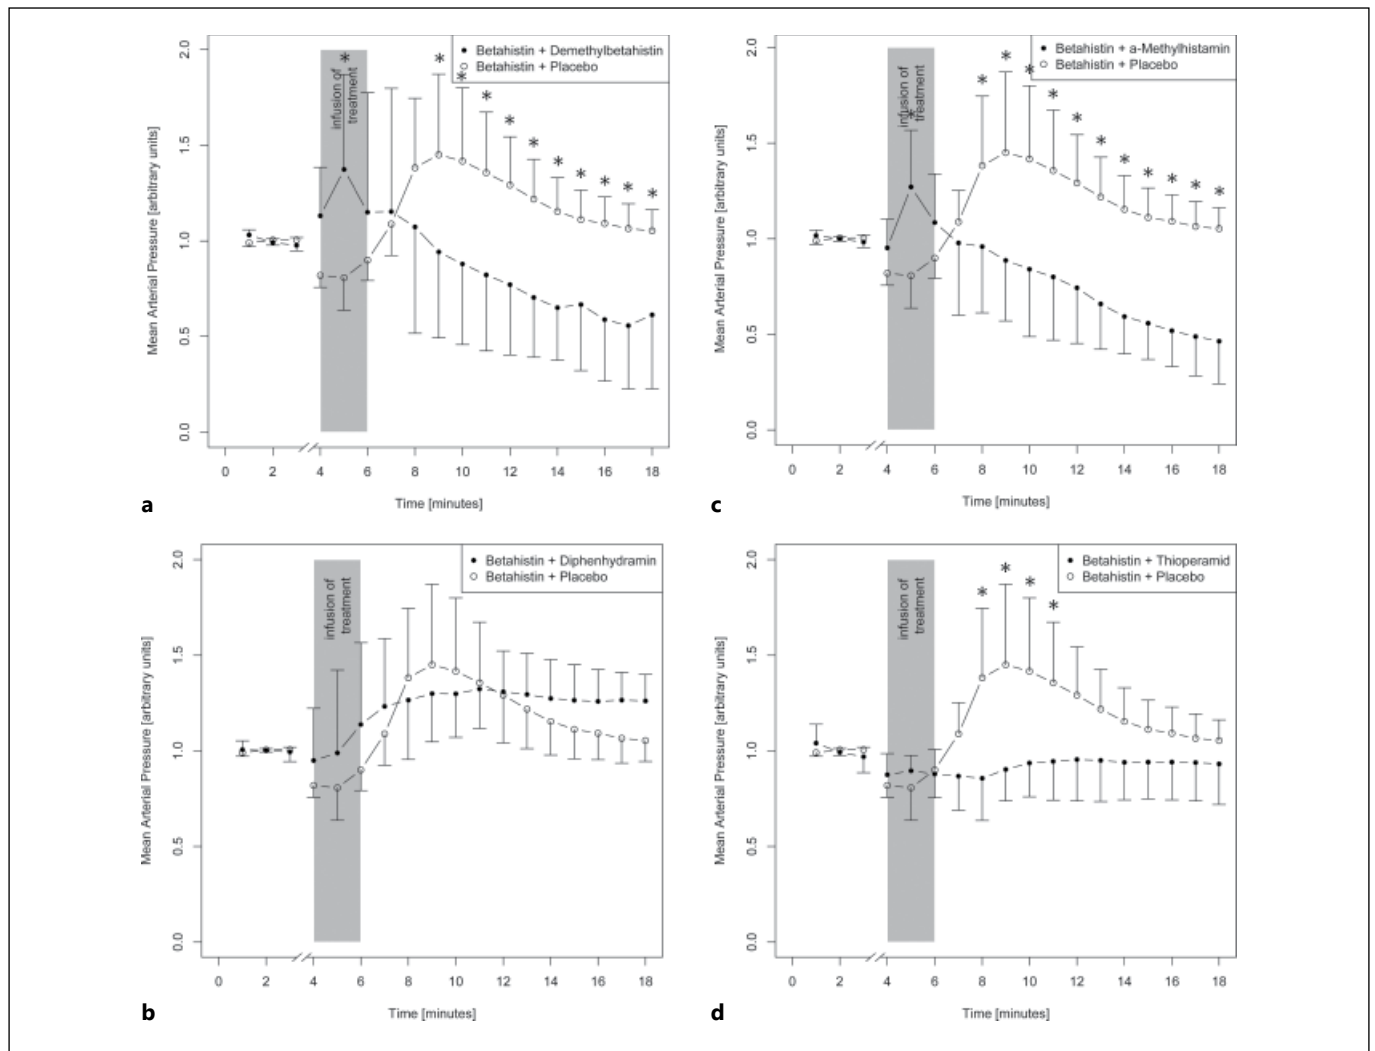 Betahistin + Demethylbetahistin
Betahistin + Placebo
infusion of
treatment
Mean Arterial Pressure [arbitrary units]
2.0
1.5
1.0
0.5
0.0
0 2 4 6 8 10 12 14 16 18
Time [minutes]
a
Betahistin + a-Methylhistamin
Betahistin + Placebo
infusion of
treatment
Mean Arterial Pressure [arbitrary units]
2.0
1.5
1.0
0.5
0.0
0 2 4 6 8 10 12 14 16 18
Time [minutes]
c
Betahistin + Diphenhydramin
Betahistin + Placebo
infusion of
treatment
Mean Arterial Pressure [arbitrary units]
2.0
1.5
1.0
0.5
0.0
0 2 4 6 8 10 12 14 16 18
Time [minutes]
b
Betahistin + Thioperamid
Betahistin + Placebo
infusion of
treatment
Mean Arterial Pressure [arbitrary units]
2.0
1.5
1.0
0.5
0.0
0 2 4 6 8 10 12 14 16 18
Time [minutes]
d